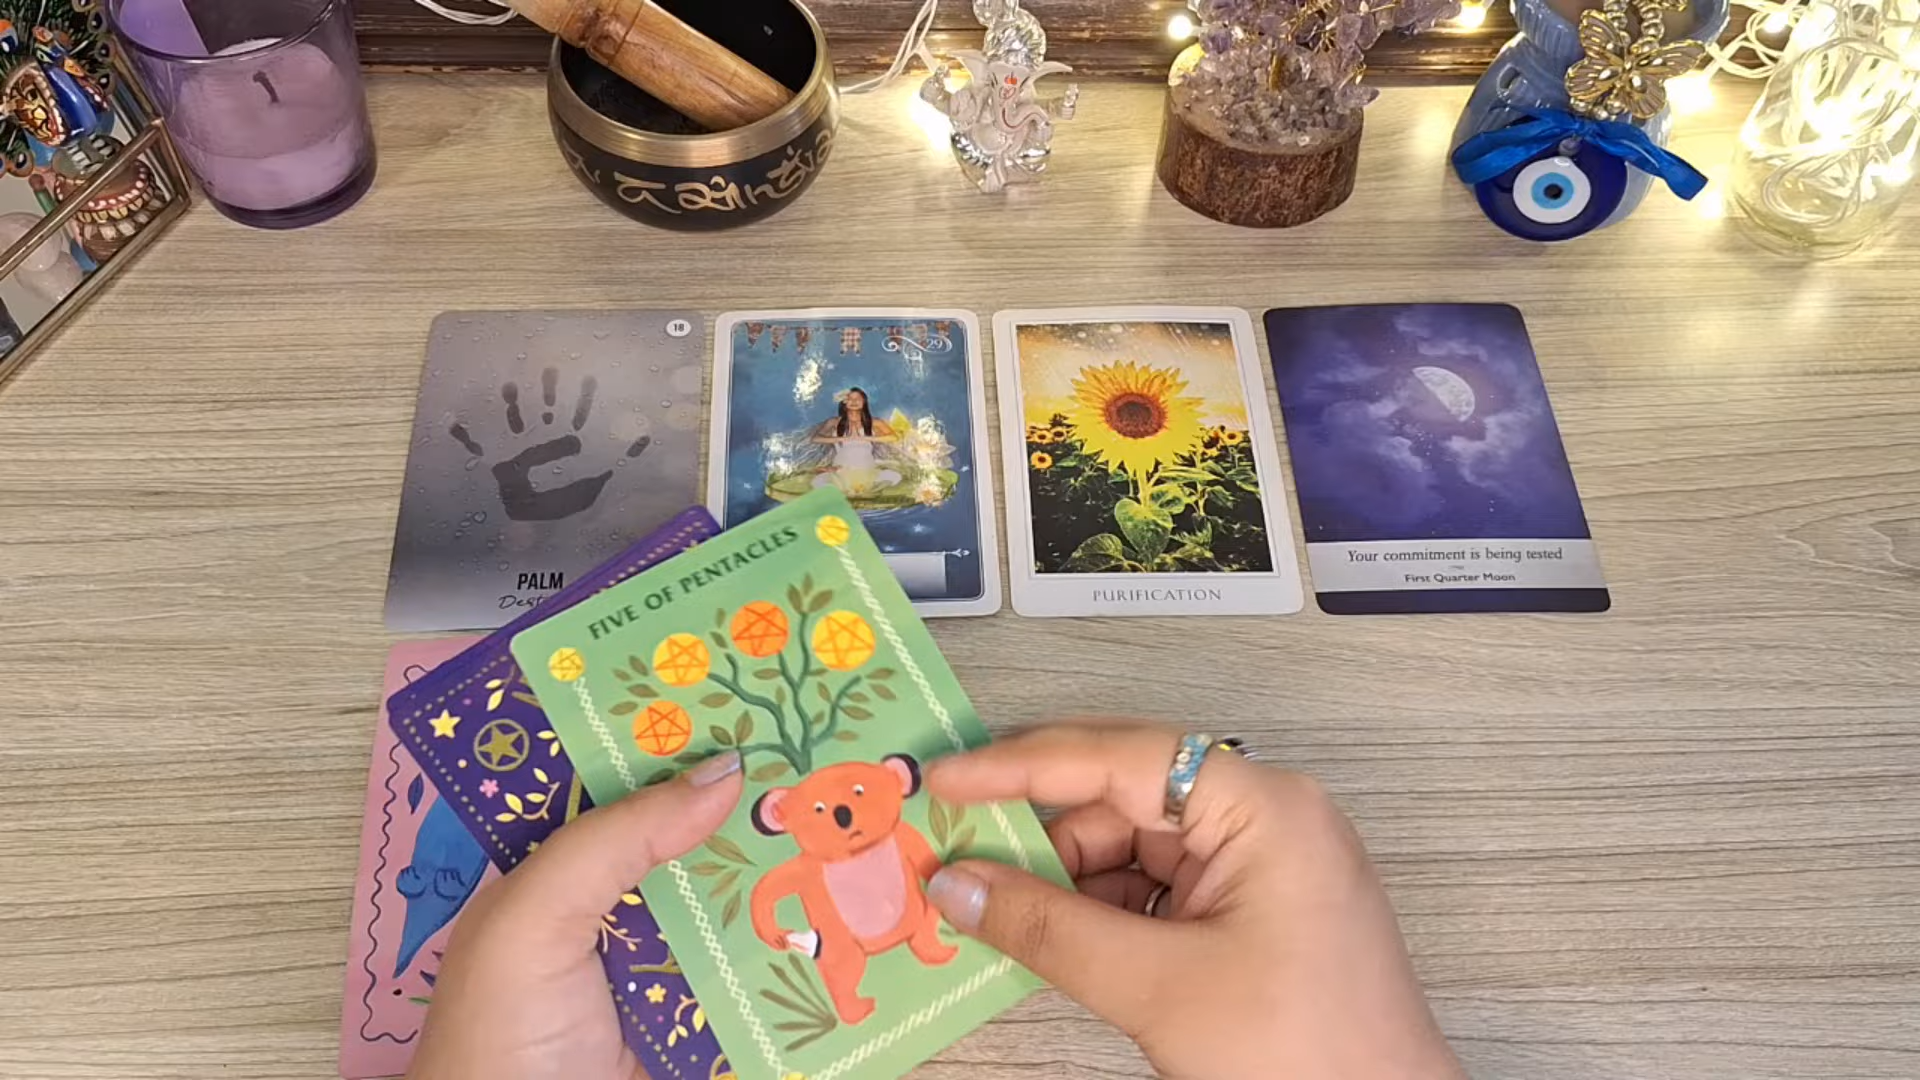 18
PALM
29
PURIFICATION
Your commitment is being tested
First Quarter Moon
FIVE OF PENTACLES